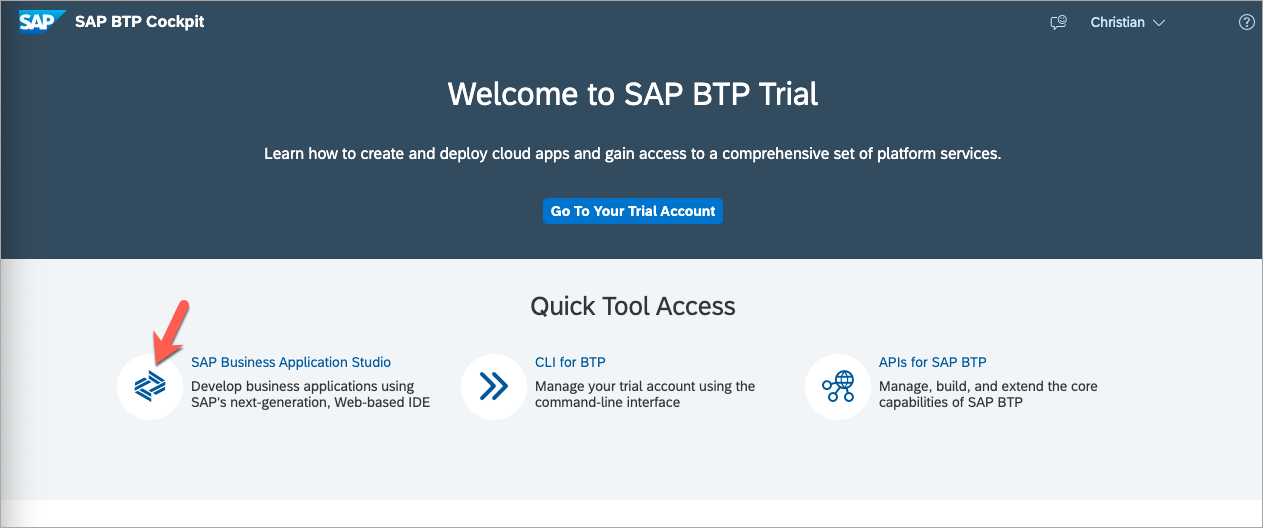 SAP SAP BTP Cockpit
Christian
Welcome to SAP BTP Trial
Learn how to create and deploy cloud apps and gain access to a comprehensive set of platform services.
Go To Your Trial Account
Quick Tool Access
SAP Business Application Studio
Develop business applications using
SAP's next-generation, Web-based IDE
CLI for BTP
Manage your trial account using the
command-line interface
APIs for SAP BTP
Manage, build, and extend the core
capabilities of SAP BTP